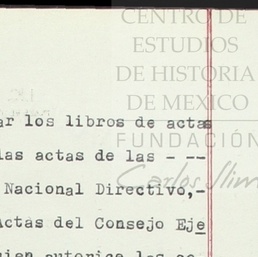 CENTRO DE
ESTUDIOS
DE HISTORIA
DE MEXICO
FUNDACIÓN
Carlos Slim
ar los libros de actas
las actas de las - --
Nacional Directivo,-
Actas del Consejo Eje